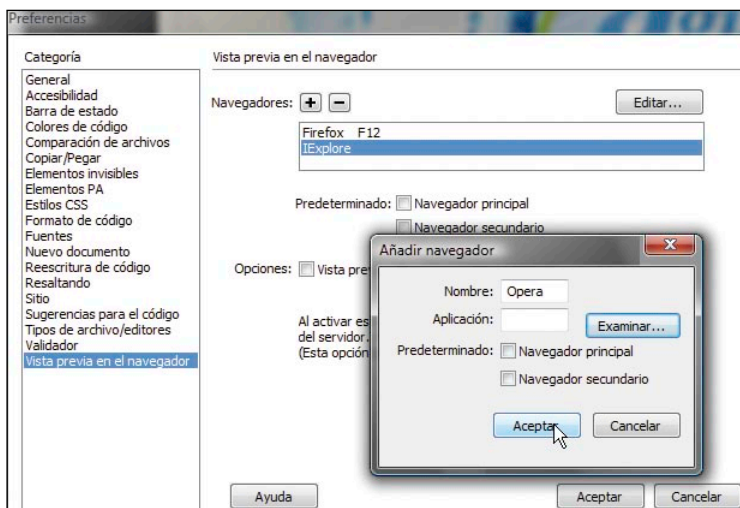 Preferencias
Categoría
General
Accesibilidad
Barra de estado
Colores de código
Comparación de archivos
Copiar/Pegar
Elementos invisibles
Elementos PA
Estilos CSS
Formato de código
Fuentes
Nuevo documento
Reescritura de código
Resaltando
Sitio
Sugerencias para el código
Tipos de archivo/editores
Validador
Vista previa en el navegador
Vista previa en el navegador
Navegadores: + −
Editar...
Firefox F12
IExplore
Predeterminado: Navegador principal
Navegador secundario
Opciones: Vista
Al activar
del servidor.
(Esta opción
Añadir navegador
Nombre: Opera
Aplicación:
Examinar...
Predeterminado: Navegador principal
Navegador secundario
Aceptar
Cancelar
Ayuda
Aceptar
Cancelar